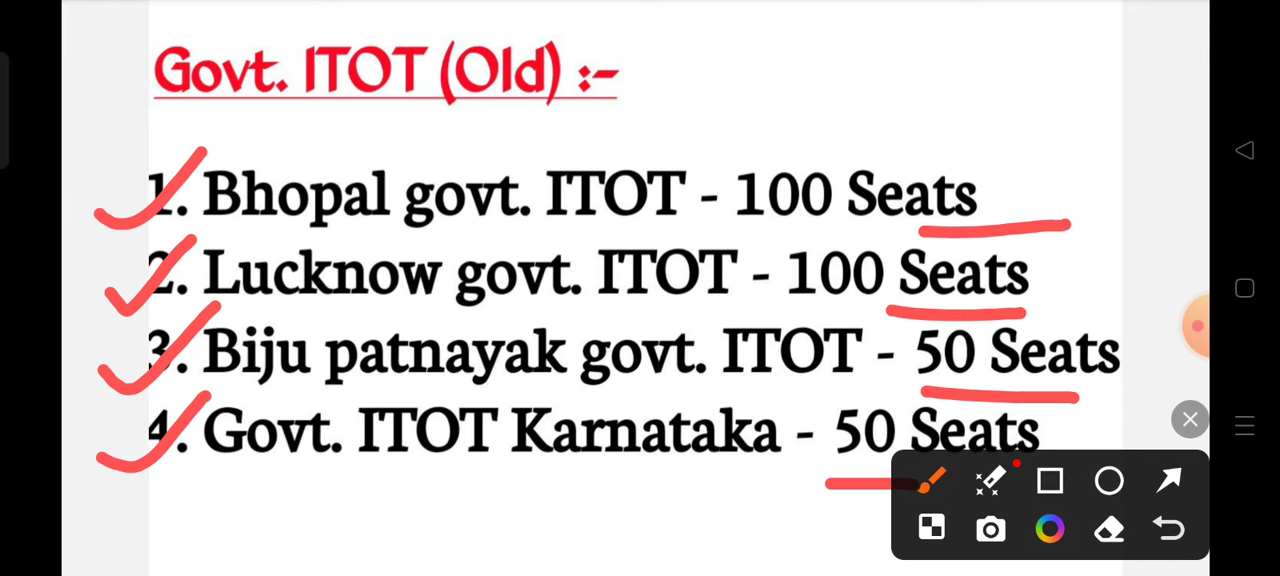 Govt. ITOT (Old) :-
1. Bhopal govt. ITOT - 100 Seats
2. Lucknow govt. ITOT - 100 Seats
3. Biju patnayak govt. ITOT - 50 Seats
4. Govt. ITOT Karnataka - 50 Seats